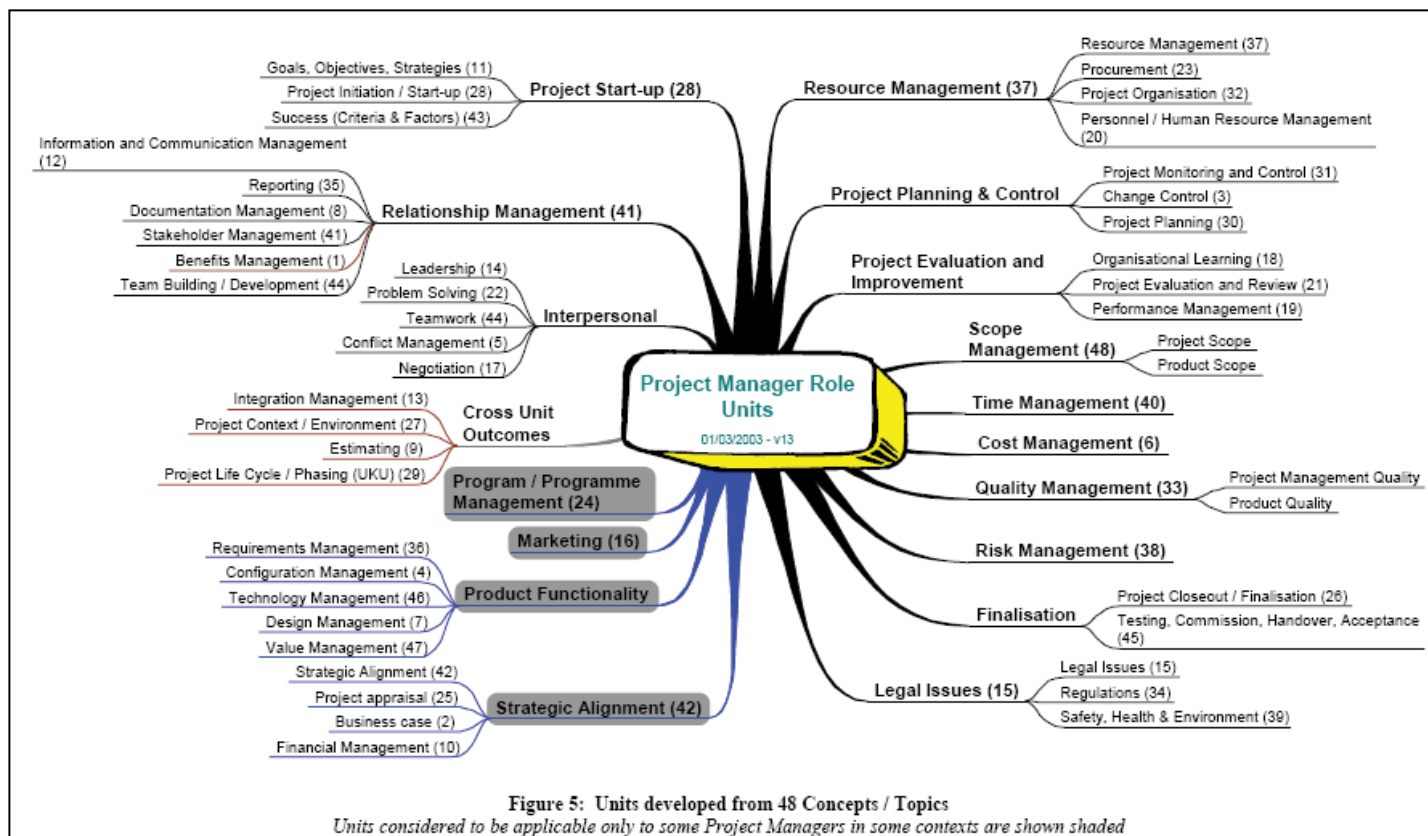 Project Manager Role
Units
01/03/2003 - v13
Project Start-up (28)
Goals, Objectives, Strategies (11)
Project Initiation / Start-up (28)
Success (Criteria & Factors) (43)
Relationship Management (41)
Information and Communication Management
(12)
Reporting (35)
Documentation Management (8)
Stakeholder Management (41)
Benefits Management (1)
Team Building / Development (44)
Interpersonal
Leadership (14)
Problem Solving (22)
Teamwork (44)
Conflict Management (5)
Negotiation (17)
Cross Unit
Outcomes
Integration Management (13)
Project Context / Environment (27)
Estimating (9)
Project Life Cycle / Phasing (UKU) (29)
Program / Programme
Management (24)
Marketing (16)
Product Functionality
Requirements Management (36)
Configuration Management (4)
Technology Management (46)
Design Management (7)
Value Management (47)
Strategic Alignment (42)
Strategic Alignment (42)
Project appraisal (25)
Business case (2)
Financial Management (10)
Resource Management (37)
Resource Management (37)
Procurement (23)
Project Organisation (32)
Personnel / Human Resource Management
(20)
Project Planning & Control
Project Monitoring and Control (31)
Change Control (3)
Project Planning (30)
Project Evaluation and
Improvement
Organisational Learning (18)
Project Evaluation and Review (21)
Performance Management (19)
Scope
Management (48)
Project Scope
Product Scope
Time Management (40)
Cost Management (6)
Quality Management (33)
Project Management Quality
Product Quality
Risk Management (38)
Finalisation
Project Closeout / Finalisation (26)
Testing, Commission, Handover, Acceptance
(45)
Legal Issues (15)
Legal Issues (15)
Regulations (34)
Safety, Health & Environment (39)
Figure 5: Units developed from 48 Concepts / Topics
Units considered to be applicable only to some Project Managers in some contexts are shown shaded